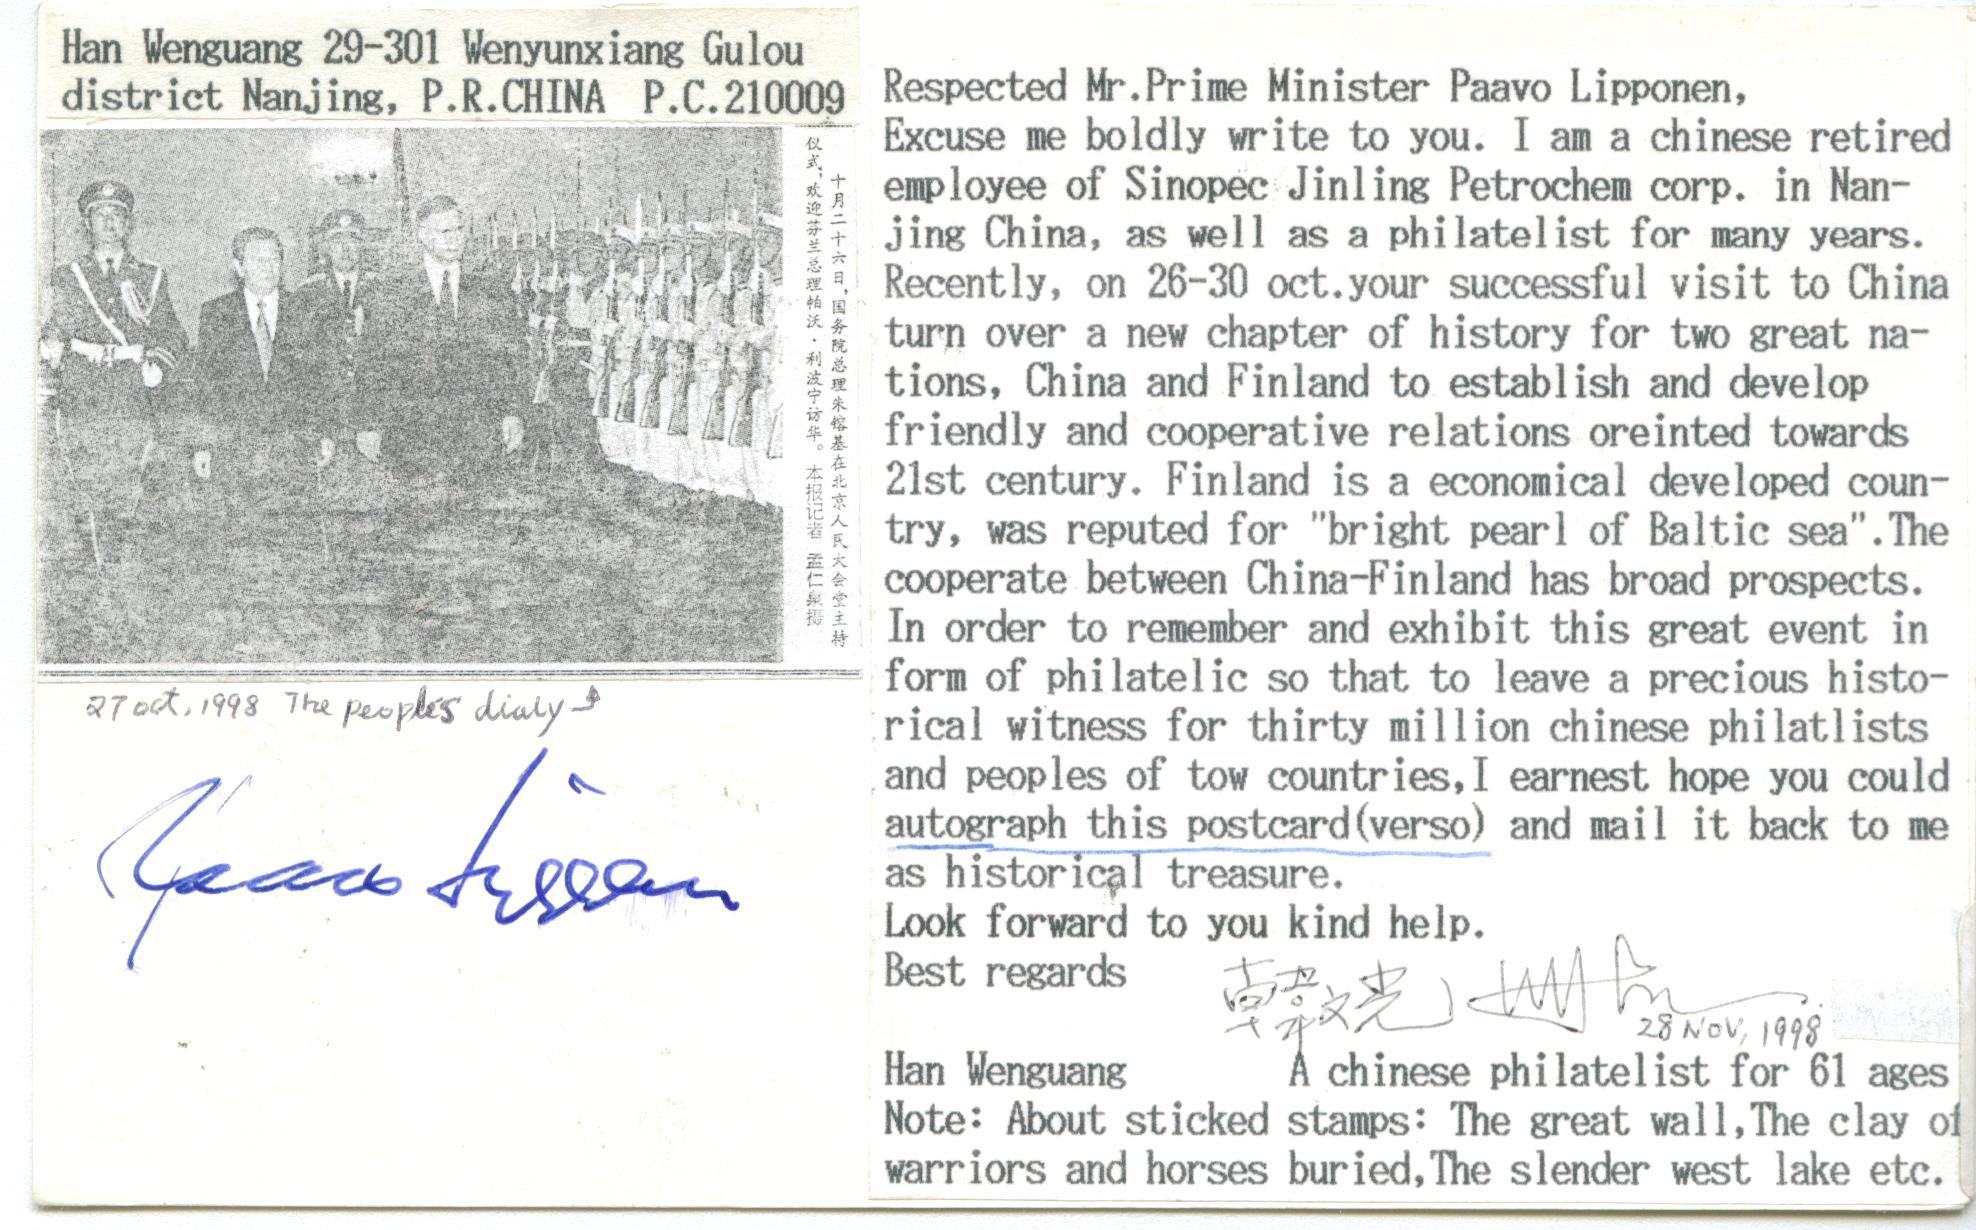 Han Wenguang 29-301 Wenyunxiang Gulou
district Nanjing, P.R.CHINA P.C.210009
十月二十六日，国务院总理朱镕基在北京人民大会堂主持
仪式，欢迎芬兰总理帕沃·利波宁访华。 本报记者 孟仁泉摄
27 oct, 1998 The peoples dialy
Paavo Lipponen
Respected Mr.Prime Minister Paavo Lipponen,
Excuse me boldly write to you. I am a chinese retired
employee of Sinopec Jinling Petrochem corp. in Nan-
jing China, as well as a philatelist for many years.
Recently, on 26-30 oct.your successful visit to China
turn over a new chapter of history for two great na-
tions, China and Finland to establish and develop
friendly and cooperative relations oreinted towards
21st century. Finland is a economical developed coun-
try, was reputed for "bright pearl of Baltic sea".The
cooperate between China-Finland has broad prospects.
In order to remember and exhibit this great event in
form of philatelic so that to leave a precious histo-
rical witness for thirty million chinese philatlists
and peoples of tow countries,I earnest hope you could
autograph this postcard(verso) and mail it back to me
as historical treasure.
Look forward to you kind help.
Best regards
韩文光
28 NOV, 1998
Han Wenguang A chinese philatelist for 61 ages
Note: About sticked stamps: The great wall,The clay of
warriors and horses buried,The slender west lake etc.